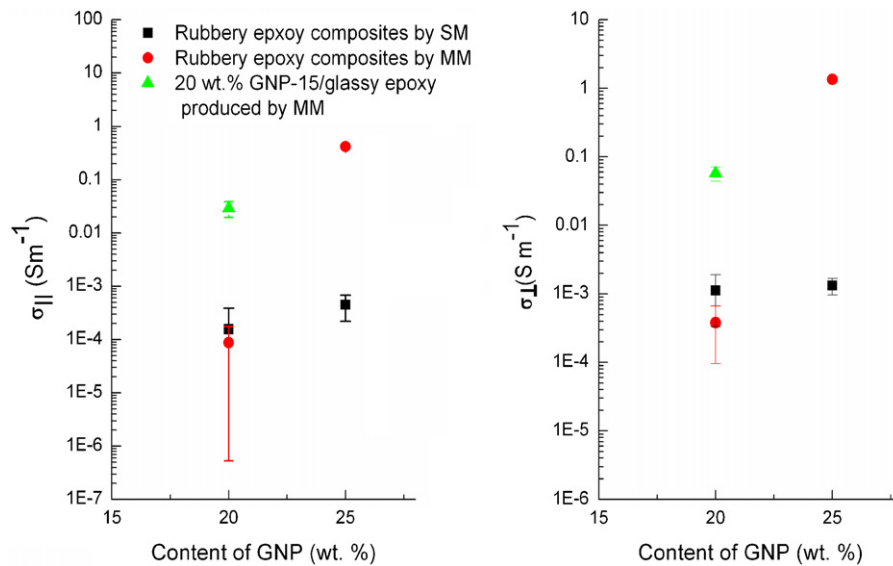 100
10
1
0.1
0.01
1E-3
1E-4
1E-5
1E-6
1E-7
σ|| (Sm⁻¹)
15
20
25
Content of GNP (wt. %)
Rubbery epxoy composites by SM
Rubbery epoxy composites by MM
20 wt.% GNP-15/glassy epoxy
produced by MM
10
1
0.1
0.01
1E-3
1E-4
1E-5
1E-6
σ⊥(S m⁻¹)
15
20
25
Content of GNP (wt. %)